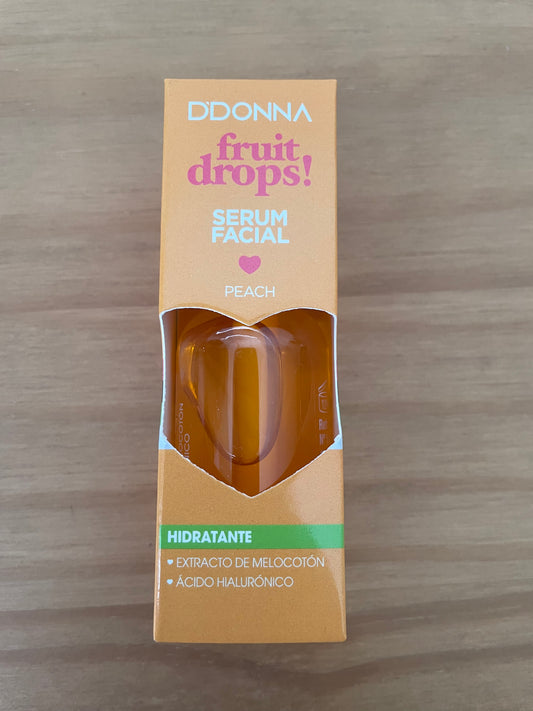 D'DONNA
fruit
drops!
SERUM
FACIAL
PEACH
HIDRATANTE
EXTRACTO DE MELOCOTÓN
ÁCIDO HIALURÓNICO